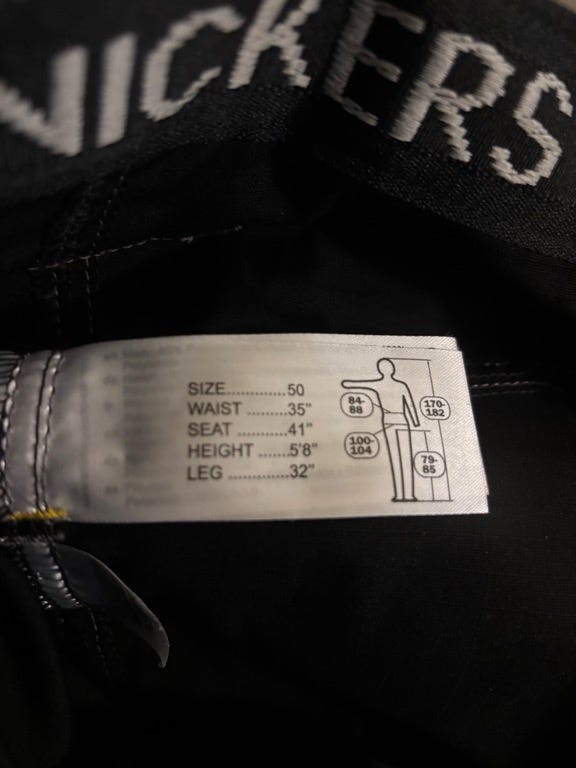 NICKERS
SIZE.............50
WAIST ..........35"
SEAT ............41"
HEIGHT .......5'8"
LEG ...............32"
84-
88
170-
182
100-
104
79-
85